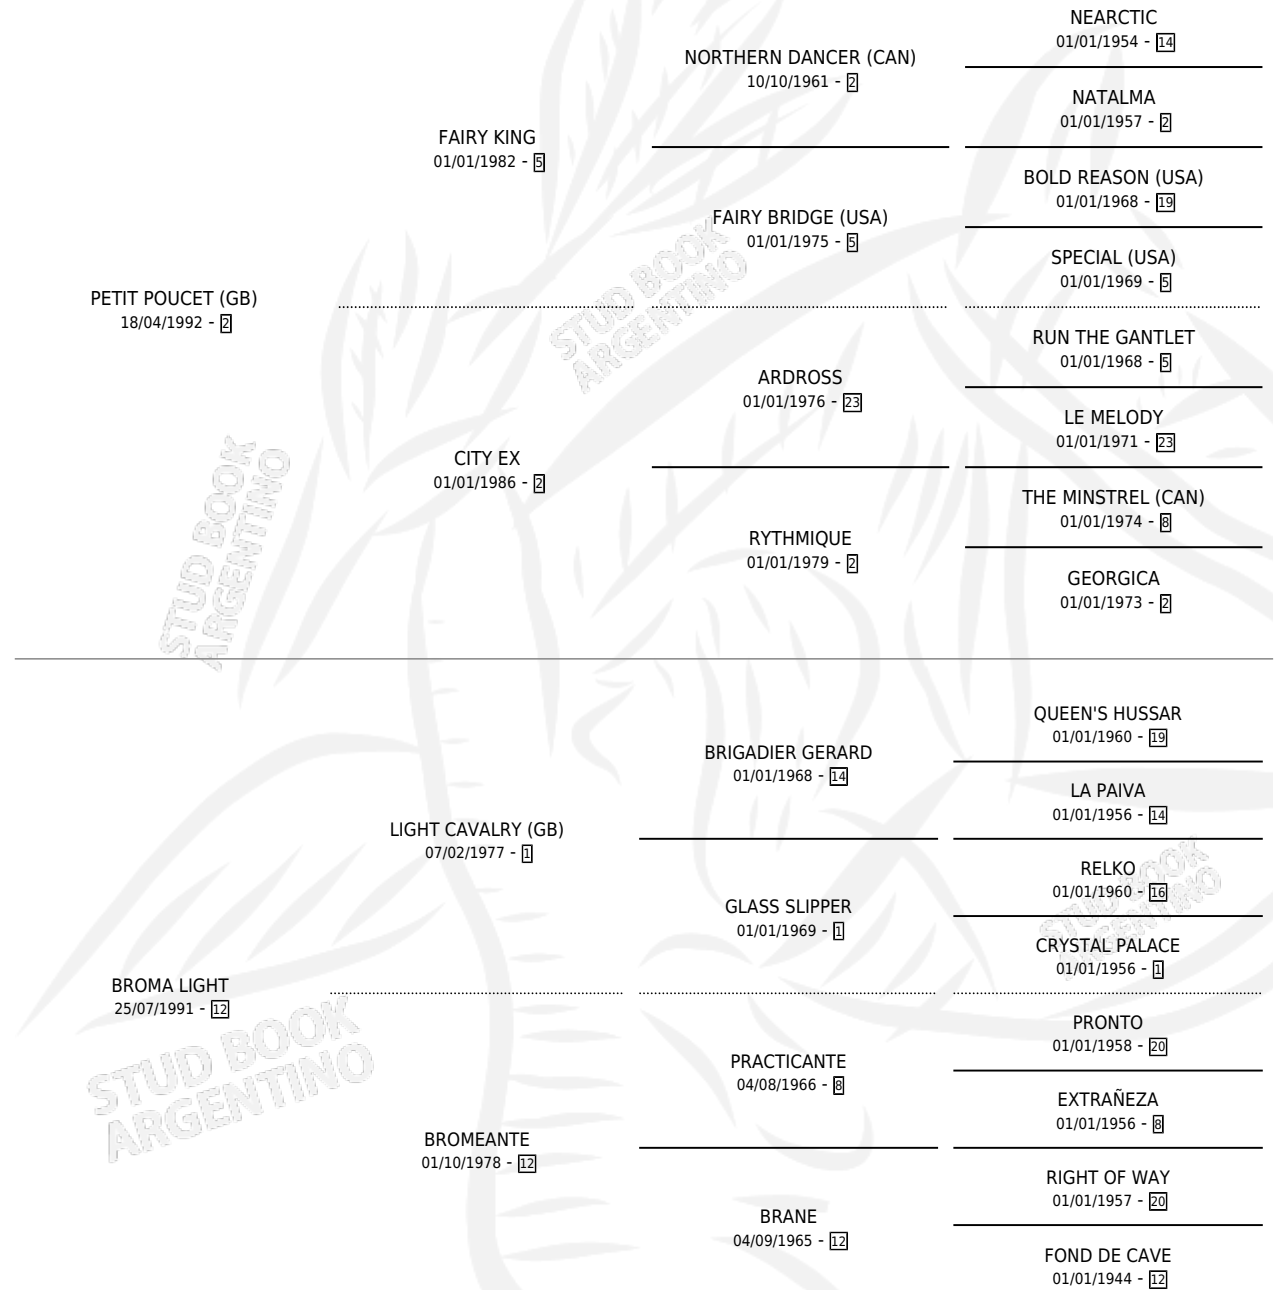 NEARCTIC
01/01/1954 - 14
NORTHERN DANCER (CAN)
10/10/1961 - 2
NATALMA
01/01/1957 - 2
FAIRY KING
01/01/1982 - 5
BOLD REASON (USA)
01/01/1968 - 19
FAIRY BRIDGE (USA)
01/01/1975 - 5
SPECIAL (USA)
01/01/1969 - 5
PETIT POUCET (GB)
18/04/1992 - 2
STUD BOOK
ARGENTINO
RUN THE GANTLET
01/01/1968 - 5
ARDROSS
01/01/1976 - 23
LE MELODY
01/01/1971 - 23
CITY EX
01/01/1986 - 2
THE MINSTREL (CAN)
01/01/1974 - 8
RYTHMIQUE
01/01/1979 - 2
GEORGICA
01/01/1973 - 2
STUD BOOK
ARGENTINO
QUEEN'S HUSSAR
01/01/1960 - 19
BRIGADIER GERARD
01/01/1968 - 14
LA PAIVA
01/01/1956 - 14
LIGHT CAVALRY (GB)
07/02/1977 - 1
RELKO
01/01/1960 - 16
STUD BOOK
ARGENTINO
GLASS SLIPPER
01/01/1969 - 1
CRYSTAL PALACE
01/01/1956 - 1
BROMA LIGHT
25/07/1991 - 12
STUD BOOK
ARGENTINO
PRONTO
01/01/1958 - 20
PRACTICANTE
04/08/1966 - 8
EXTRAÑEZA
01/01/1956 - 8
BROMEANTE
01/10/1978 - 12
RIGHT OF WAY
01/01/1957 - 20
BRANE
04/09/1965 - 12
FOND DE CAVE
01/01/1944 - 12